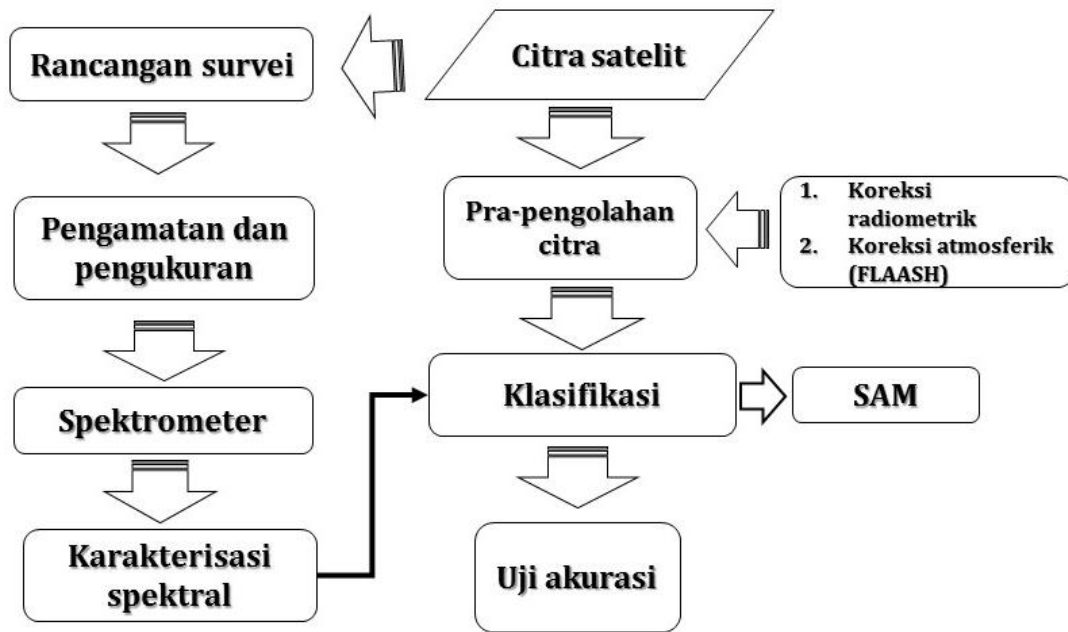 Rancangan survei
Citra satelit
Pengamatan dan
pengukuran
Pra-pengolahan
citra
1. Koreksi
radiometrik
2. Koreksi atmosferik
(FLAASH)
Spektrometer
Klasifikasi
SAM
Karakterisasi
spektral
Uji akurasi